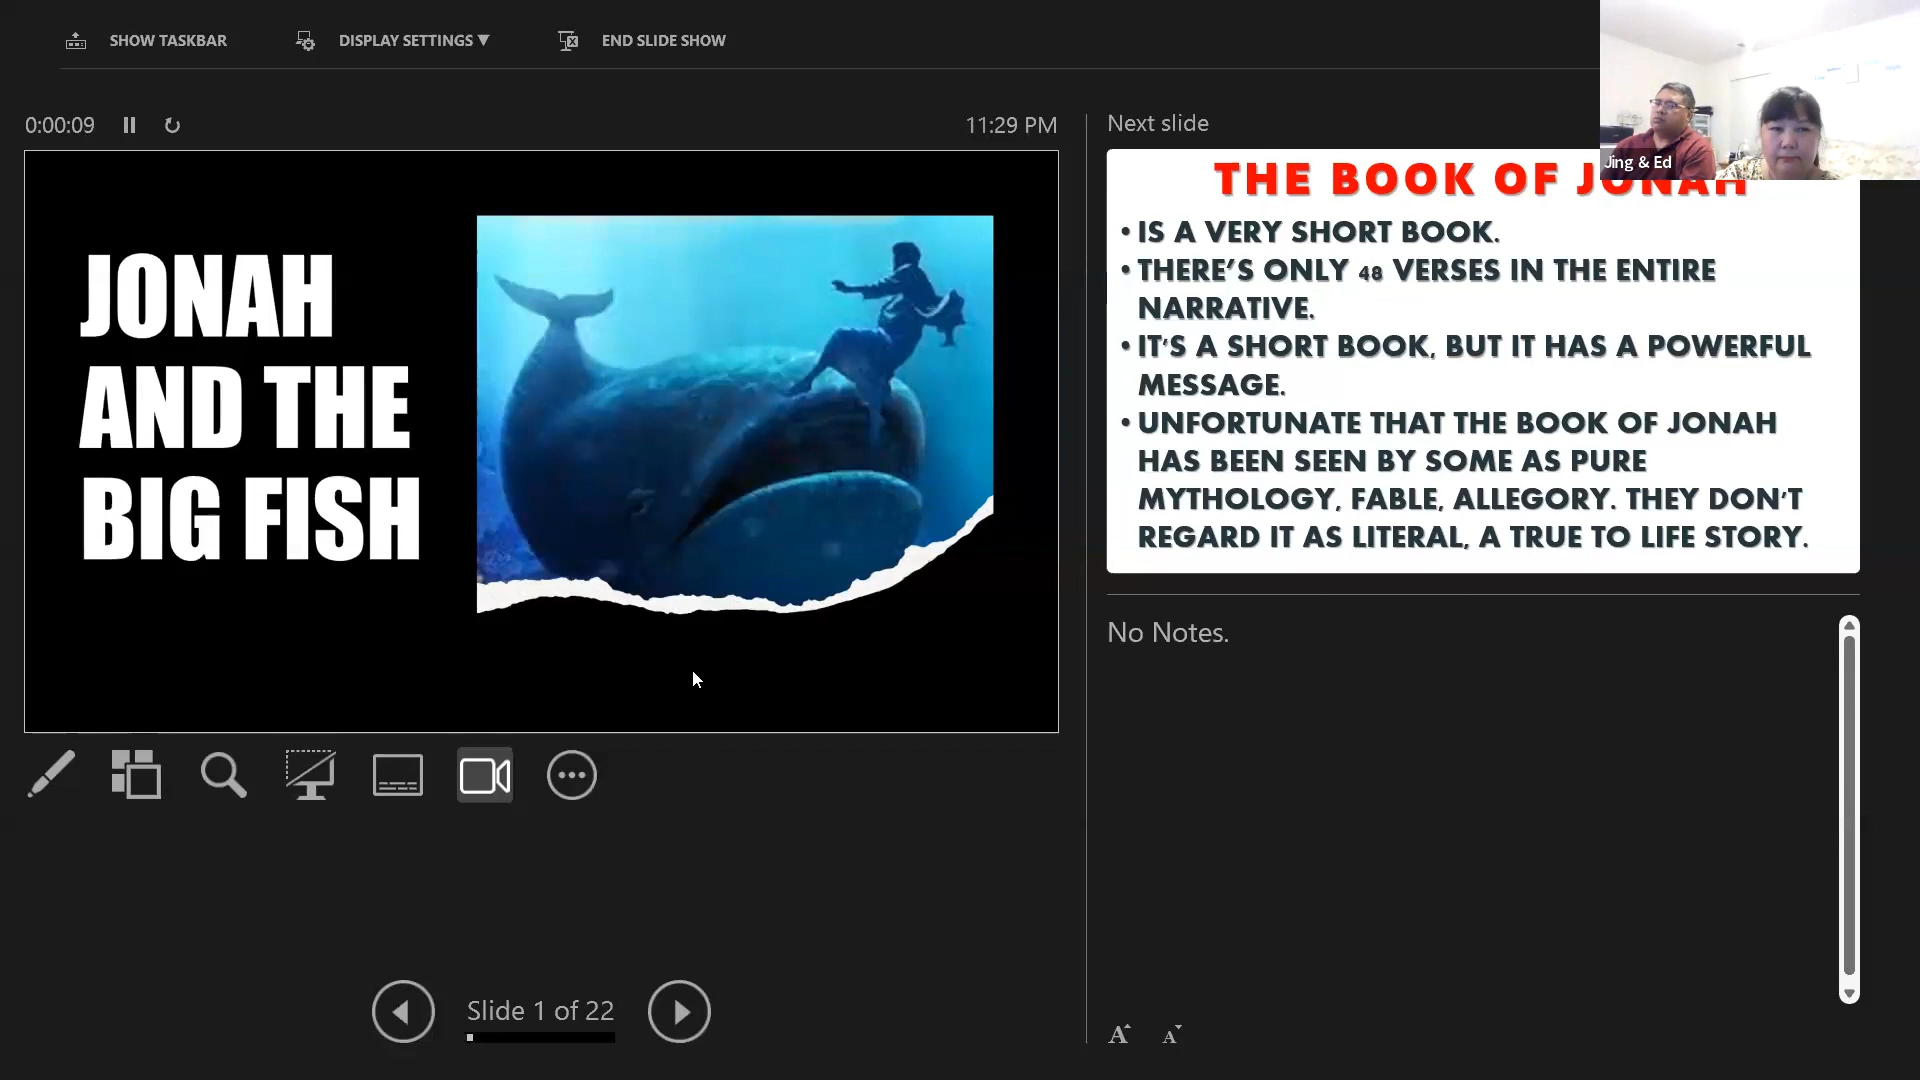 SHOW TASKBAR
DISPLAY SETTINGS ▼
END SLIDE SHOW
0:00:09
11:29 PM
JONAH
AND THE
BIG FISH
Slide 1 of 22
Jing & Ed
Next slide
THE BOOK OF JONAH
• IS A VERY SHORT BOOK.
• THERE'S ONLY 48 VERSES IN THE ENTIRE
NARRATIVE.
• IT'S A SHORT BOOK, BUT IT HAS A POWERFUL
MESSAGE.
• UNFORTUNATE THAT THE BOOK OF JONAH
HAS BEEN SEEN BY SOME AS PURE
MYTHOLOGY, FABLE, ALLEGORY. THEY DON'T
REGARD IT AS LITERAL, A TRUE TO LIFE STORY.
No Notes.
A A